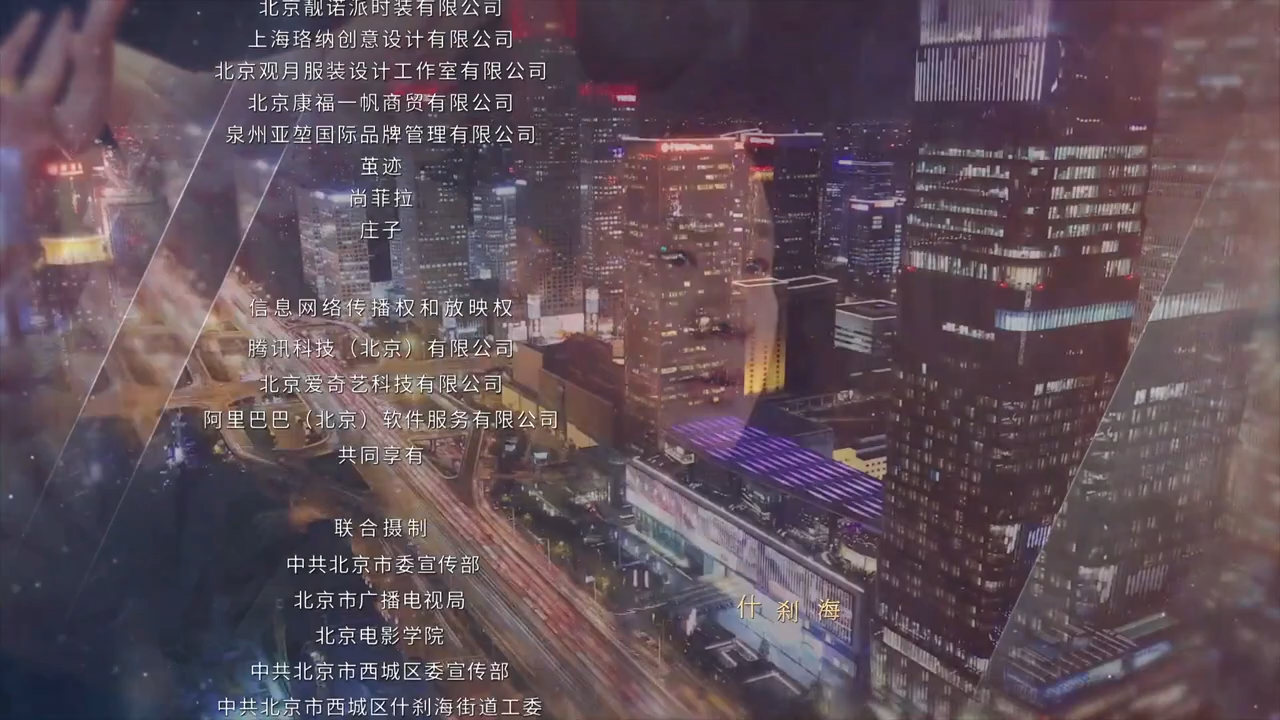 北京靓诺派时装有限公司
上海珞纳创意设计有限公司
北京观月服装设计工作室有限公司
北京康福一帆商贸有限公司
泉州亚堃国际品牌管理有限公司
茧迹
尚菲拉
庄子
信息网络传播权和放映权
腾讯科技（北京）有限公司
北京爱奇艺科技有限公司
阿里巴巴（北京）软件服务有限公司
共同享有
联合摄制
中共北京市委宣传部
北京市广播电视局
北京电影学院
中共北京市西城区委宣传部
中共北京市西城区什刹海街道工委
什刹海